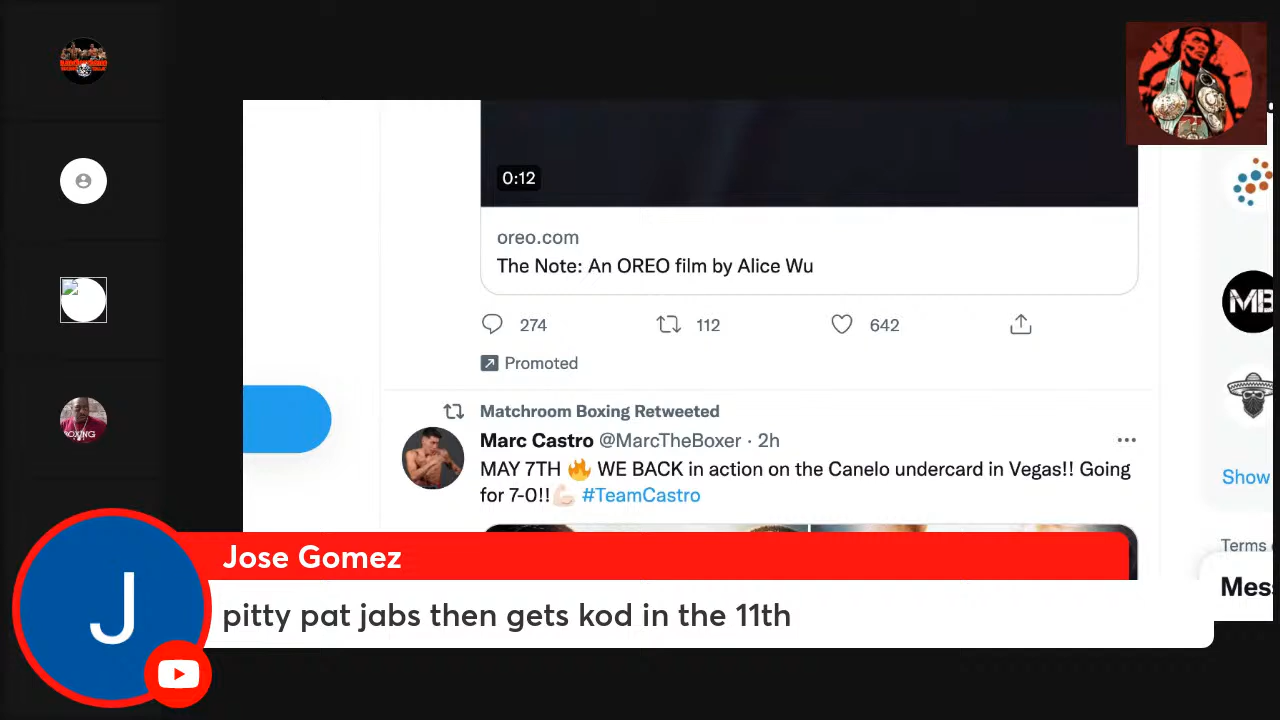 0:12
oreo.com
The Note: An OREO film by Alice Wu
274 112 642
Promoted
Matchroom Boxing Retweeted
Marc Castro @MarcTheBoxer · 2h
MAY 7TH 🔥 WE BACK in action on the Canelo undercard in Vegas!! Going
for 7-0!!💪🏻 #TeamCastro
MB
Show
Terms
Mes
BOXING
J
Jose Gomez
pitty pat jabs then gets kod in the 11th